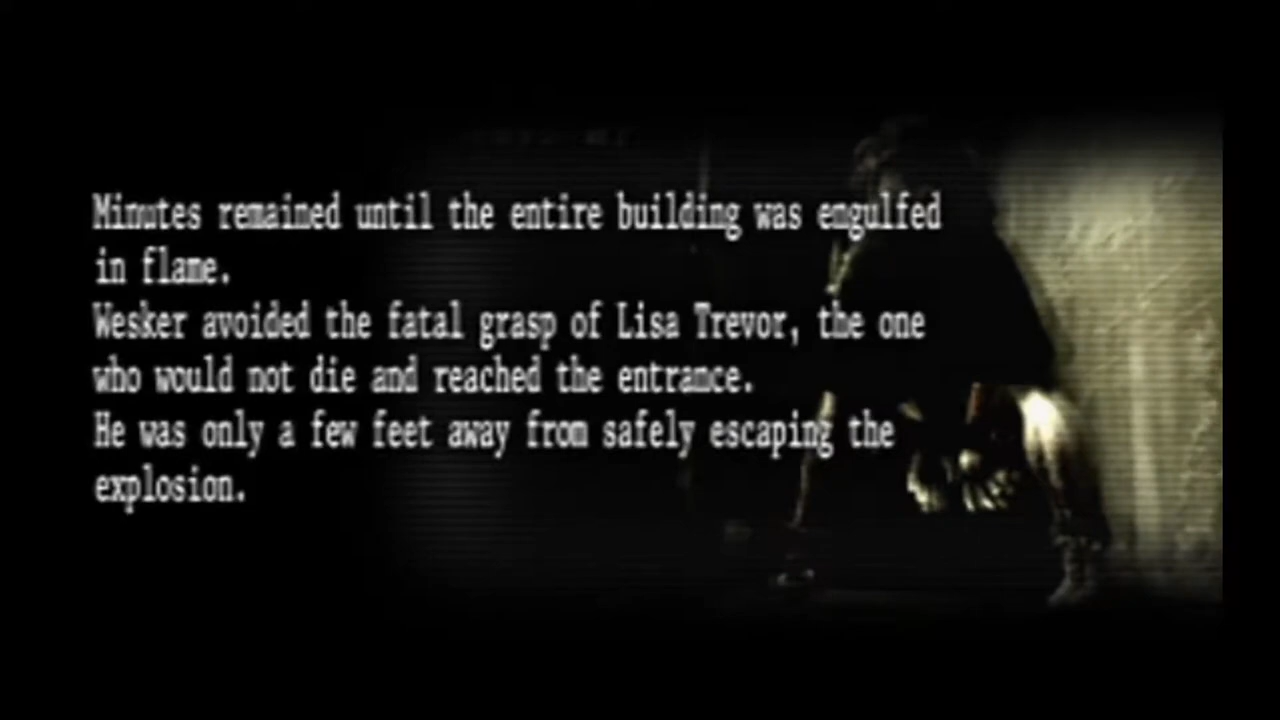 Minutes remained until the entire building was engulfed
in flame.
Wesker avoided the fatal grasp of Lisa Trevor, the one
who would not die and reached the entrance.
He was only a few feet away from safely escaping the
explosion.